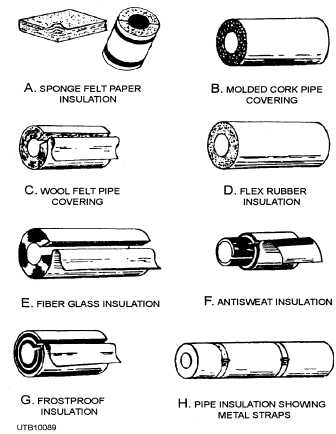 A. SPONGE FELT PAPER
INSULATION
B. MOLDED CORK PIPE
COVERING
C. WOOL FELT PIPE
COVERING
D. FLEX RUBBER
INSULATION
E. FIBER GLASS INSULATION
F. ANTISWEAT INSULATION
G. FROSTPROOF
INSULATION
H. PIPE INSULATION SHOWING
METAL STRAPS
UTB10089